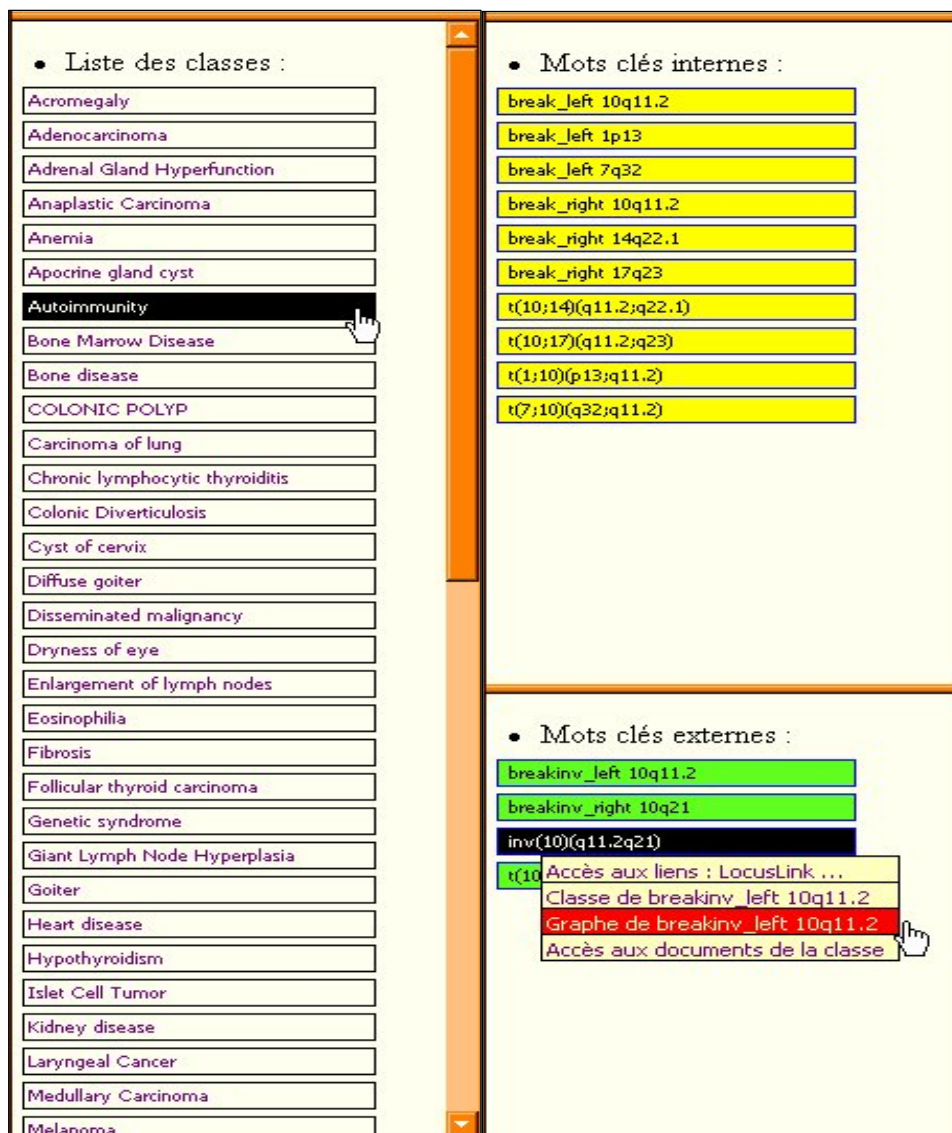 • Liste des classes :
Acromegaly
Adenocarcinoma
Adrenal Gland Hyperfunction
Anaplastic Carcinoma
Anemia
Apocrine gland cyst
Autoimmunity
Bone Marrow Disease
Bone disease
COLONIC POLYP
Carcinoma of lung
Chronic lymphocytic thyroiditis
Colonic Diverticulosis
Cyst of cervix
Diffuse goiter
Disseminated malignancy
Dryness of eye
Enlargement of lymph nodes
Eosinophilia
Fibrosis
Follicular thyroid carcinoma
Genetic syndrome
Giant Lymph Node Hyperplasia
Goiter
Heart disease
Hypothyroidism
Islet Cell Tumor
Kidney disease
Laryngeal Cancer
Medullary Carcinoma
Melanoma
• Mots clés internes :
break_left 10q11.2
break_left 1p13
break_left 7q32
break_right 10q11.2
break_right 14q22.1
break_right 17q23
t(10;14)(q11.2;q22.1)
t(10;17)(q11.2;q23)
t(1;10)(p13;q11.2)
t(7;10)(q32;q11.2)
• Mots clés externes :
breakinv_left 10q11.2
breakinv_right 10q21
inv(10)(q11.2q21)
t(10
Accès aux liens : LocusLink ...
Classe de breakinv_left 10q11.2
Graphe de breakinv_left 10q11.2
Accès aux documents de la classe